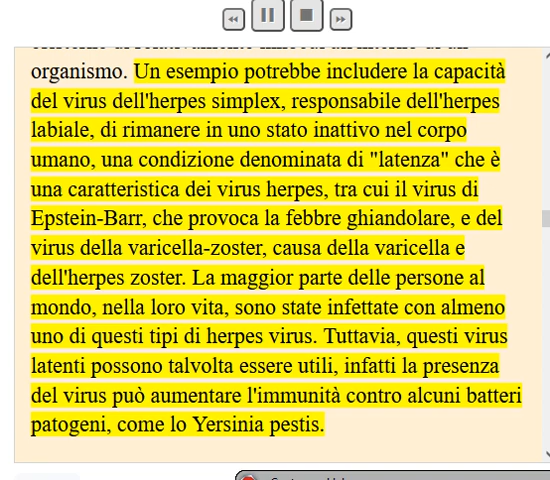 organismo. Un esempio potrebbe includere la capacità
del virus dell'herpes simplex, responsabile dell'herpes
labiale, di rimanere in uno stato inattivo nel corpo
umano, una condizione denominata di "latenza" che è
una caratteristica dei virus herpes, tra cui il virus di
Epstein-Barr, che provoca la febbre ghiandolare, e del
virus della varicella-zoster, causa della varicella e
dell'herpes zoster. La maggior parte delle persone al
mondo, nella loro vita, sono state infettate con almeno
uno di questi tipi di herpes virus. Tuttavia, questi virus
latenti possono talvolta essere utili, infatti la presenza
del virus può aumentare l'immunità contro alcuni batteri
patogeni, come lo Yersinia pestis.